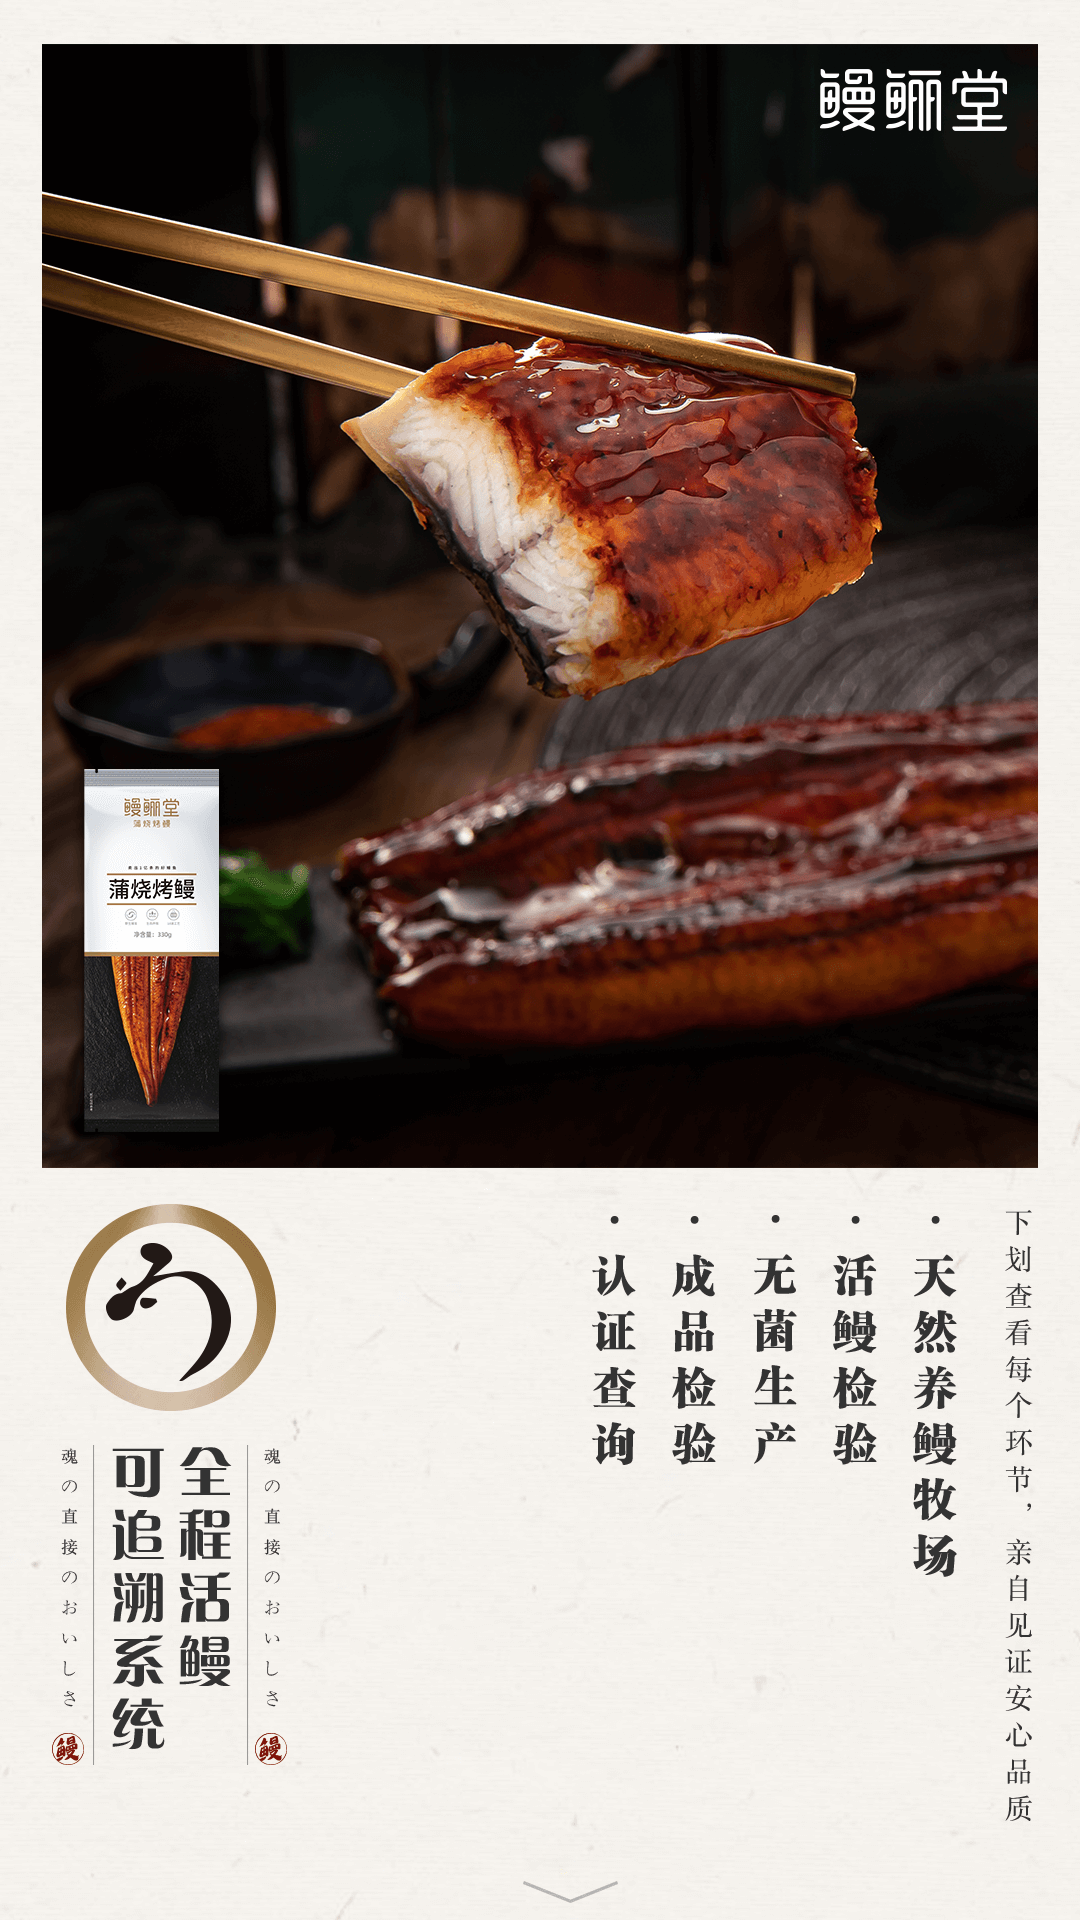 鳗鲡堂
鳗鲡堂
蒲烧烤鳗
蒲烧烤鳗
净含量：330g
下划查看每个环节，亲自见证安心品质
·天然养鳗牧场
·活鳗检验
·无菌生产
·成品检验
·认证查询
魂の直接のおいしさ
鳗
全程活鳗
可追溯系统
魂の直接のおいしさ
鳗